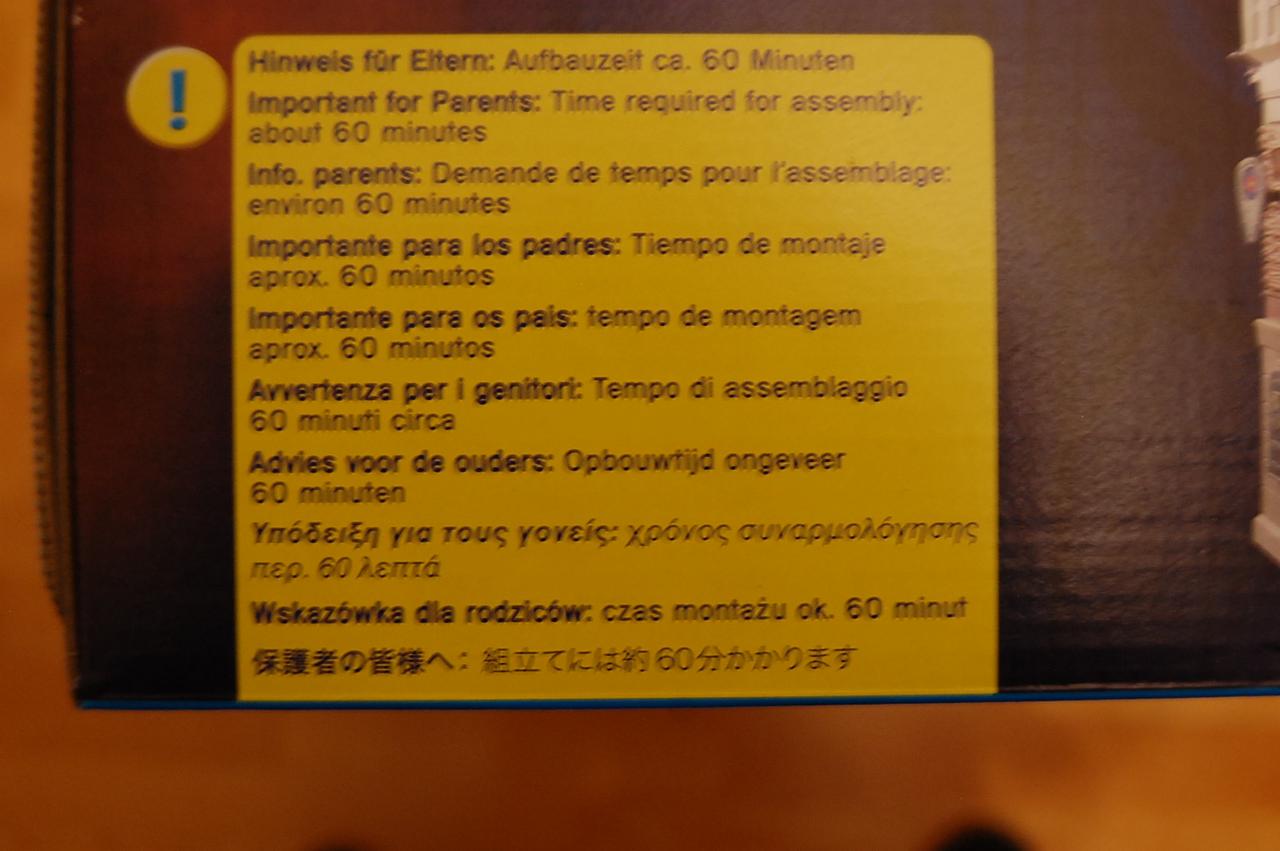 !
Hinweis für Eltern: Aufbauzeit ca. 60 Minuten
Important for Parents: Time required for assembly:
about 60 minutes
Info. parents: Demande de temps pour l'assemblage:
environ 60 minutes
Importante para los padres: Tiempo de montaje
aprox. 60 minutos
Importante para os pais: tempo de montagem
aprox. 60 minutos
Avvertenza per i genitori: Tempo di assemblaggio
60 minuti circa
Advies voor de ouders: Opbouwtijd ongeveer
60 minuten
Υπόδειξη για τους γονείς: χρόνος συναρμολόγησης
περ. 60 λεπτά
Wskazówka dla rodziców: czas montażu ok. 60 minut
保護者の皆様へ: 組立てには約60分かかります